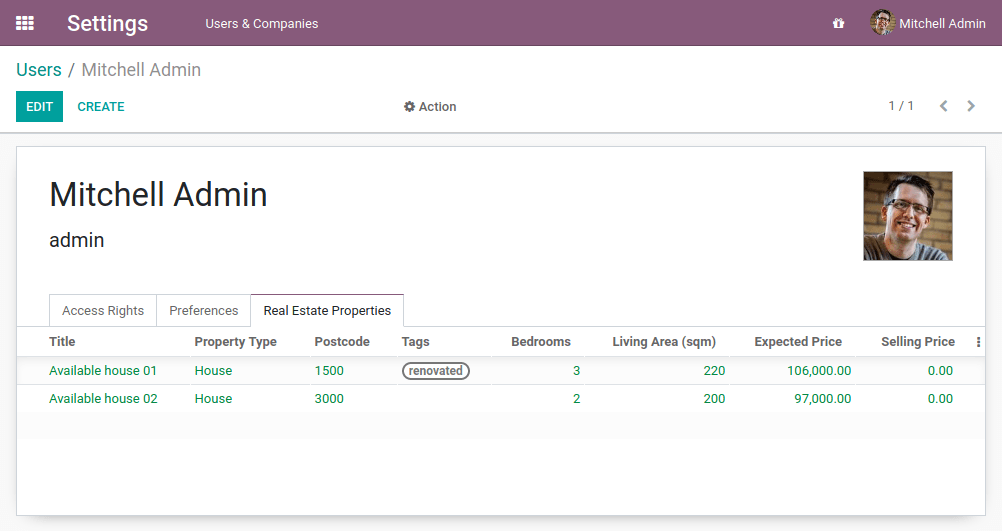 Settings Users & Companies Mitchell Admin
Users / Mitchell Admin
EDIT CREATE Action 1 / 1
Mitchell Admin
admin
Access Rights Preferences Real Estate Properties
Title Property Type Postcode Tags Bedrooms Living Area (sqm) Expected Price Selling Price
Available house 01 House 1500 renovated 3 220 106,000.00 0.00
Available house 02 House 3000 2 200 97,000.00 0.00